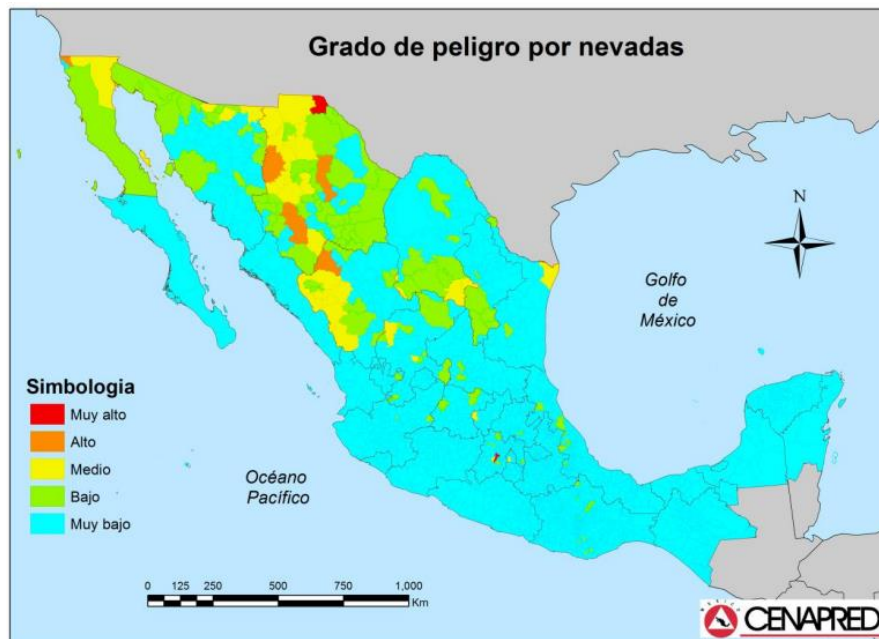 Grado de peligro por nevadas
N
Golfo
de
México
Simbologia
Muy alto
Alto
Medio
Bajo
Muy bajo
Océano
Pacífico
0 125 250 500 750 1,000
Km
CENAPRED